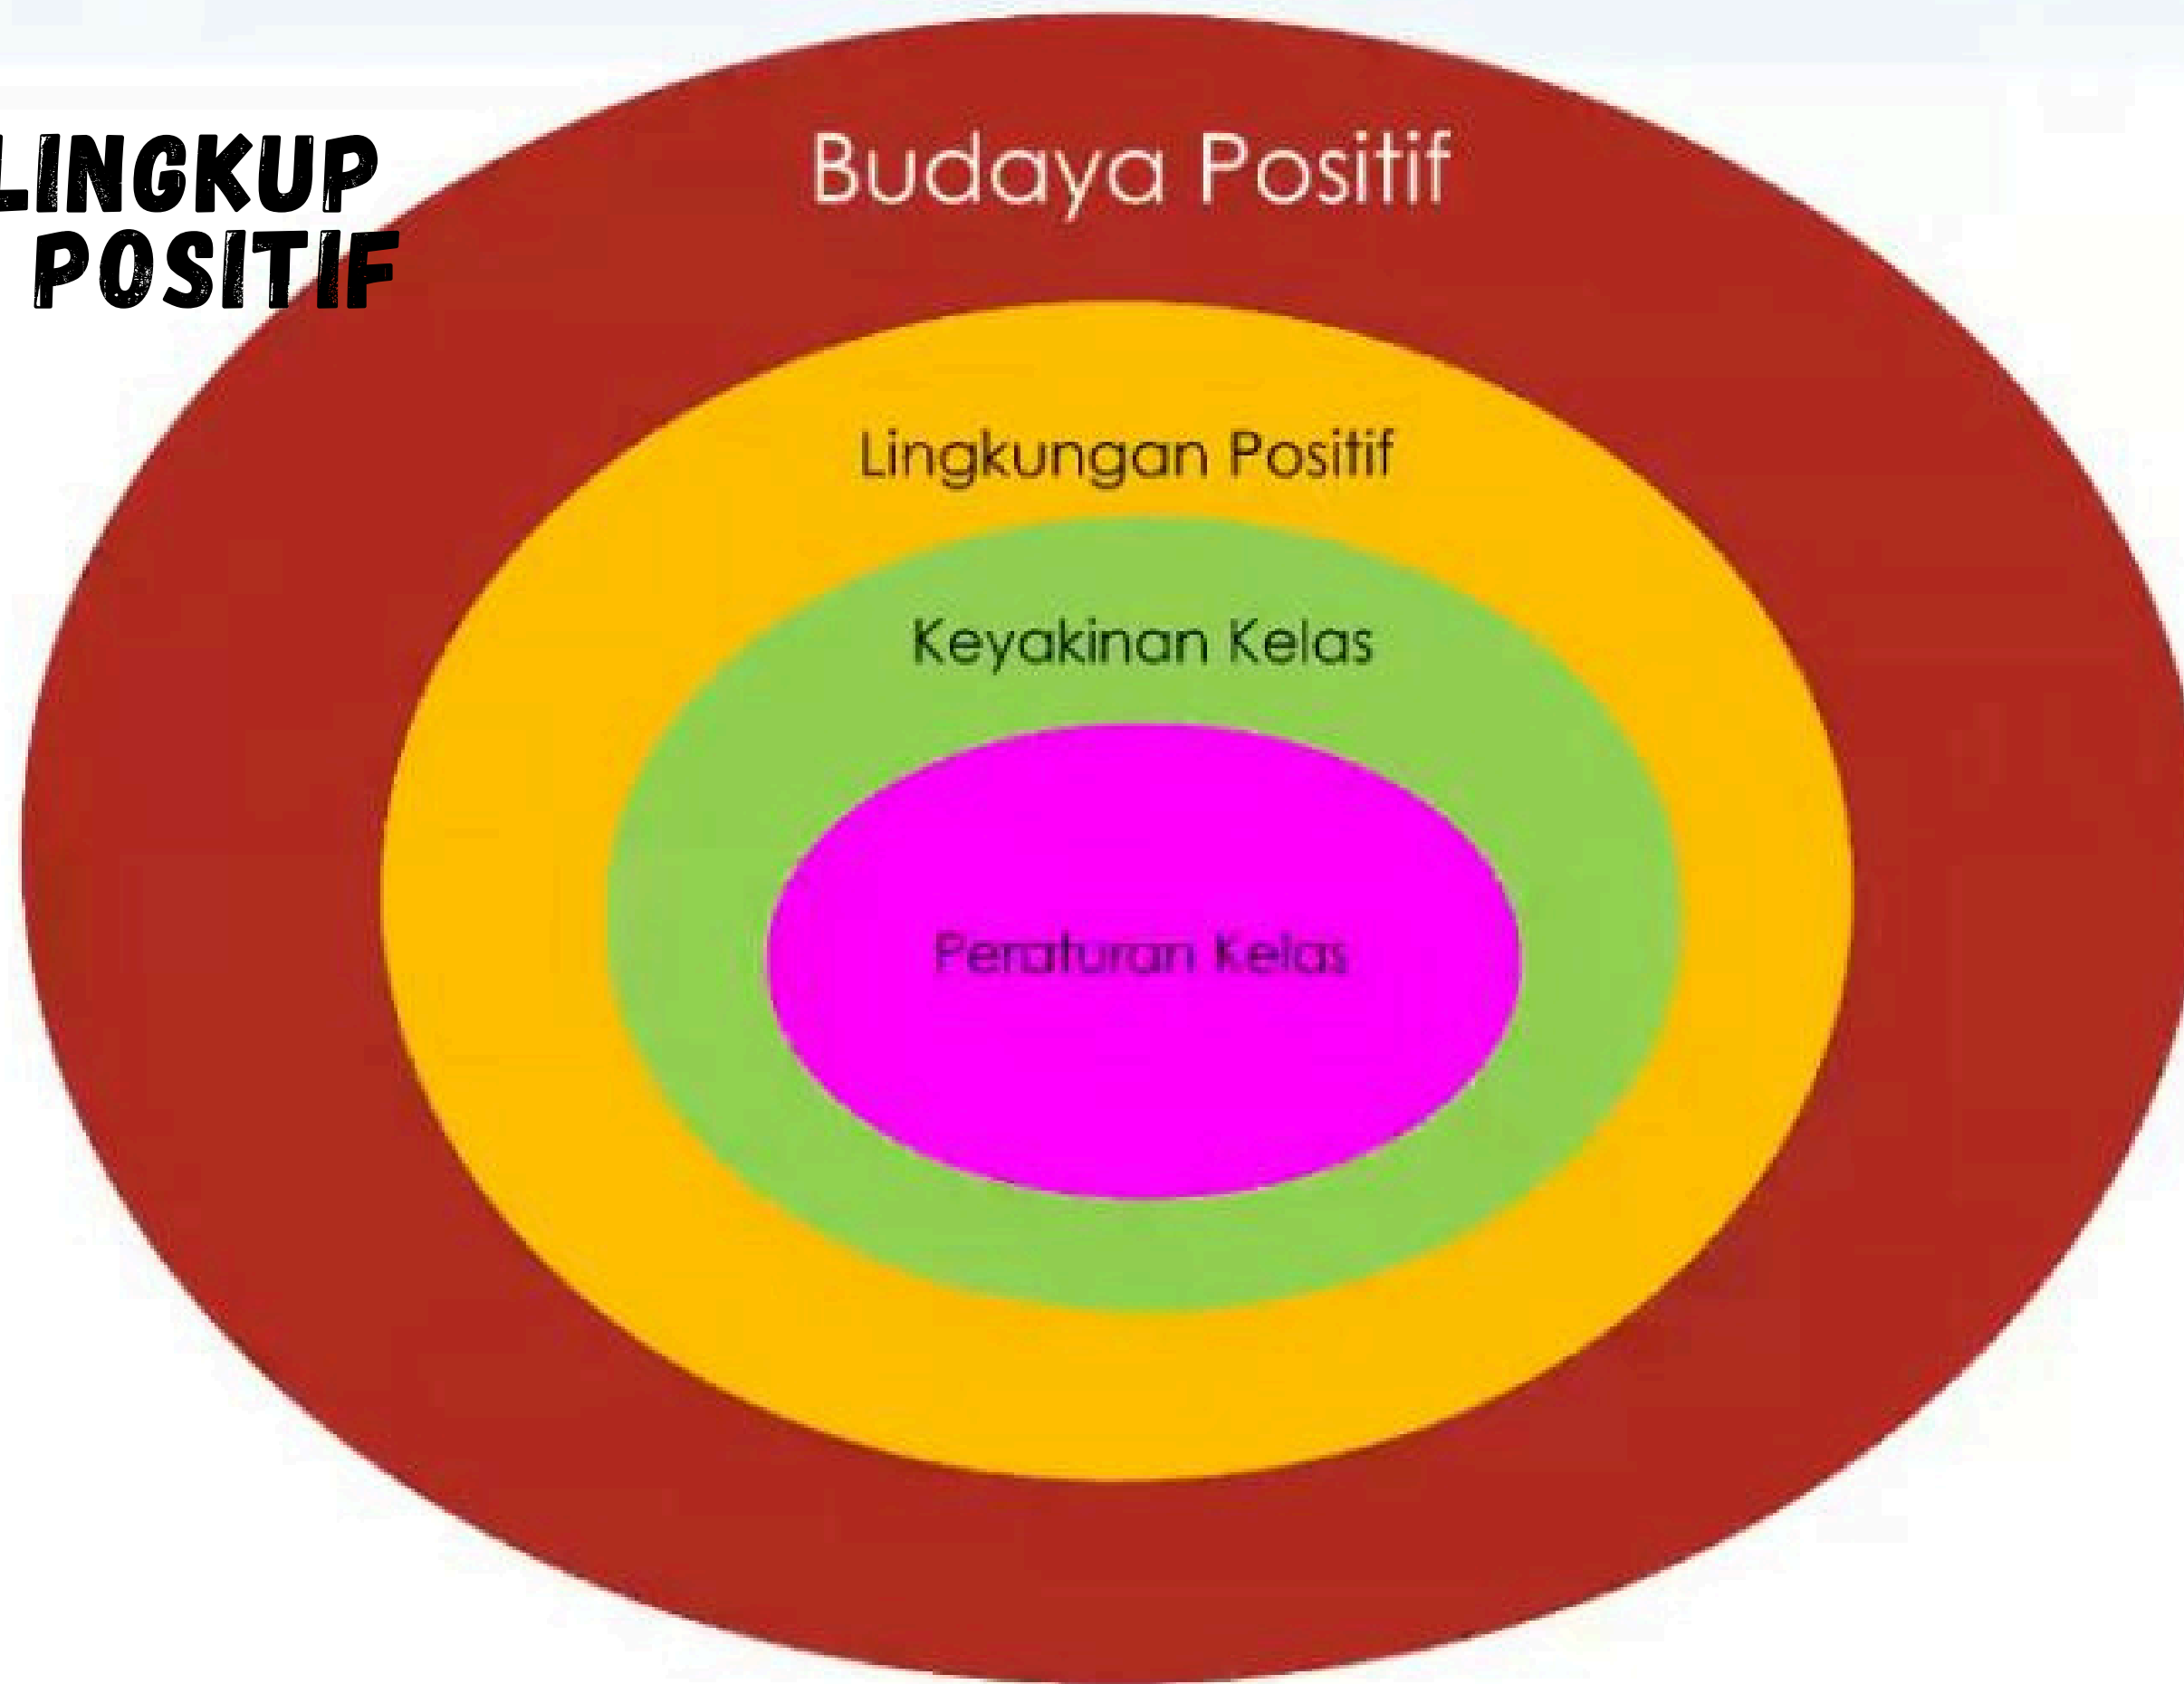 LINGKUP
POSITIF
Budaya Positif
Lingkungan Positif
Keyakinan Kelas
Peraturan Kelas